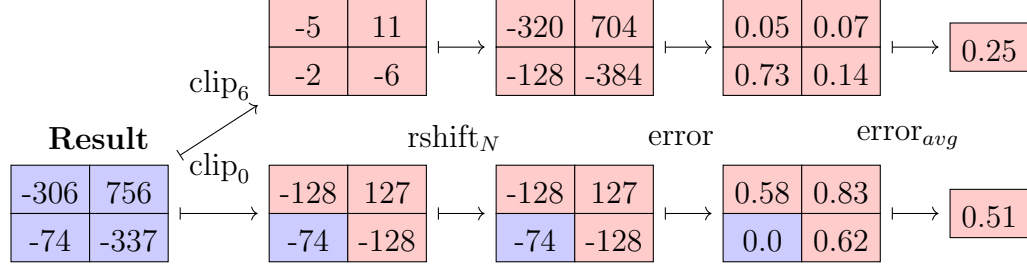 -5 11 -320 704 0.05 0.07
-2 -6 -128 -384 0.73 0.14 0.25
clip₆
Result rshift_N error error_avg
clip₀
-306 756 -128 127 -128 127 0.58 0.83
-74 -337 -74 -128 -74 -128 0.0 0.62 0.51